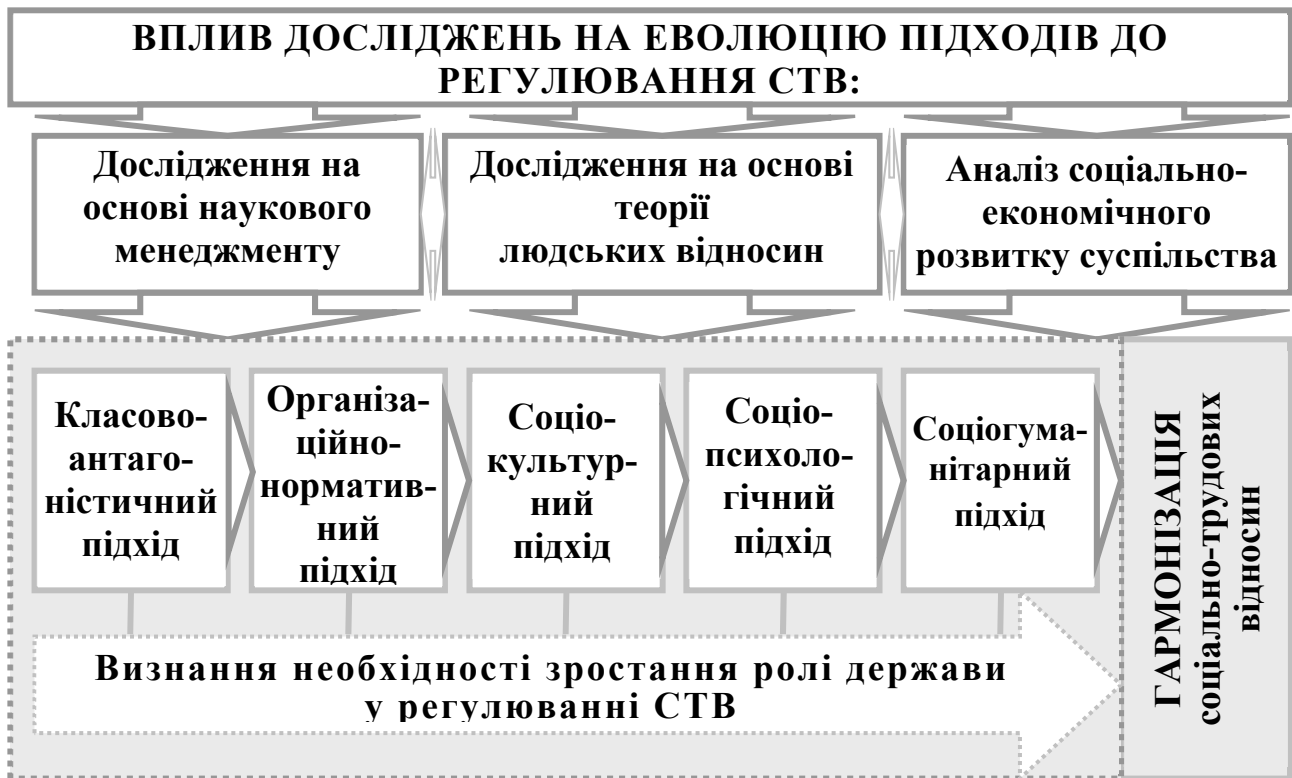 ВПЛИВ ДОСЛІДЖЕНЬ НА ЕВОЛЮЦІЮ ПІДХОДІВ ДО
РЕГУЛЮВАННЯ СТВ:
Дослідження на
основі наукового
менеджменту
Дослідження на основі
теорії
людських відносин
Аналіз соціально-
економічного
розвитку суспільства
Класово-
антаго-
ністичний
підхід
Організа-
ційно-
норматив-
ний
підхід
Соціо-
культур-
ний
підхід
Соціо-
психоло-
гічний
підхід
Соціогума-
нітарний
підхід
ГАРМОНІЗАЦІЯ
соціально-трудових
відносин
Визнання необхідності зростання ролі держави
у регулюванні СТВ